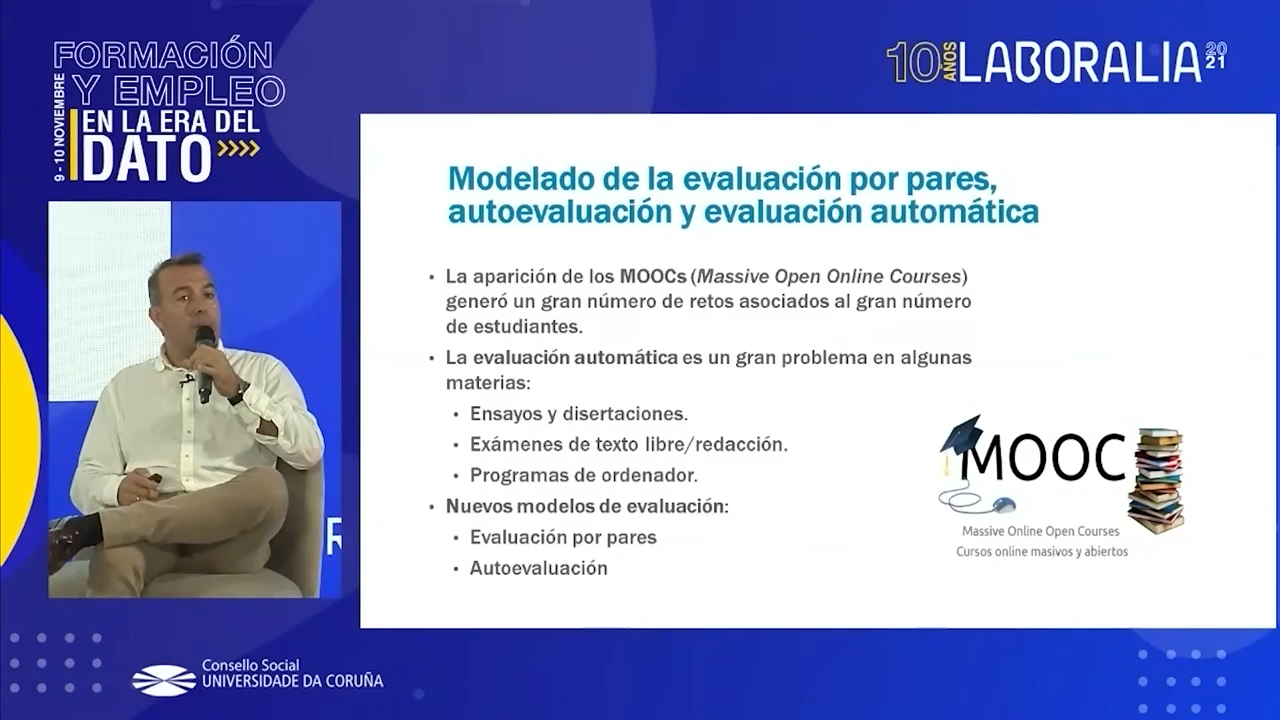 FORMACIÓN
Y EMPLEO
EN LA ERA DEL
DATO
9 - 10 NOVIEMBRE
10 AÑOS LABORALIA 2021
Modelado de la evaluación por pares,
autoevaluación y evaluación automática
• La aparición de los MOOCs (Massive Open Online Courses)
generó un gran número de retos asociados al gran número
de estudiantes.
• La evaluación automática es un gran problema en algunas
materias:
• Ensayos y disertaciones.
• Exámenes de texto libre/redacción.
• Programas de ordenador.
• Nuevos modelos de evaluación:
• Evaluación por pares
• Autoevaluación
MOOC
Massive Online Open Courses
Cursos online masivos y abiertos
R
Consello Social
UNIVERSIDADE DA CORUÑA